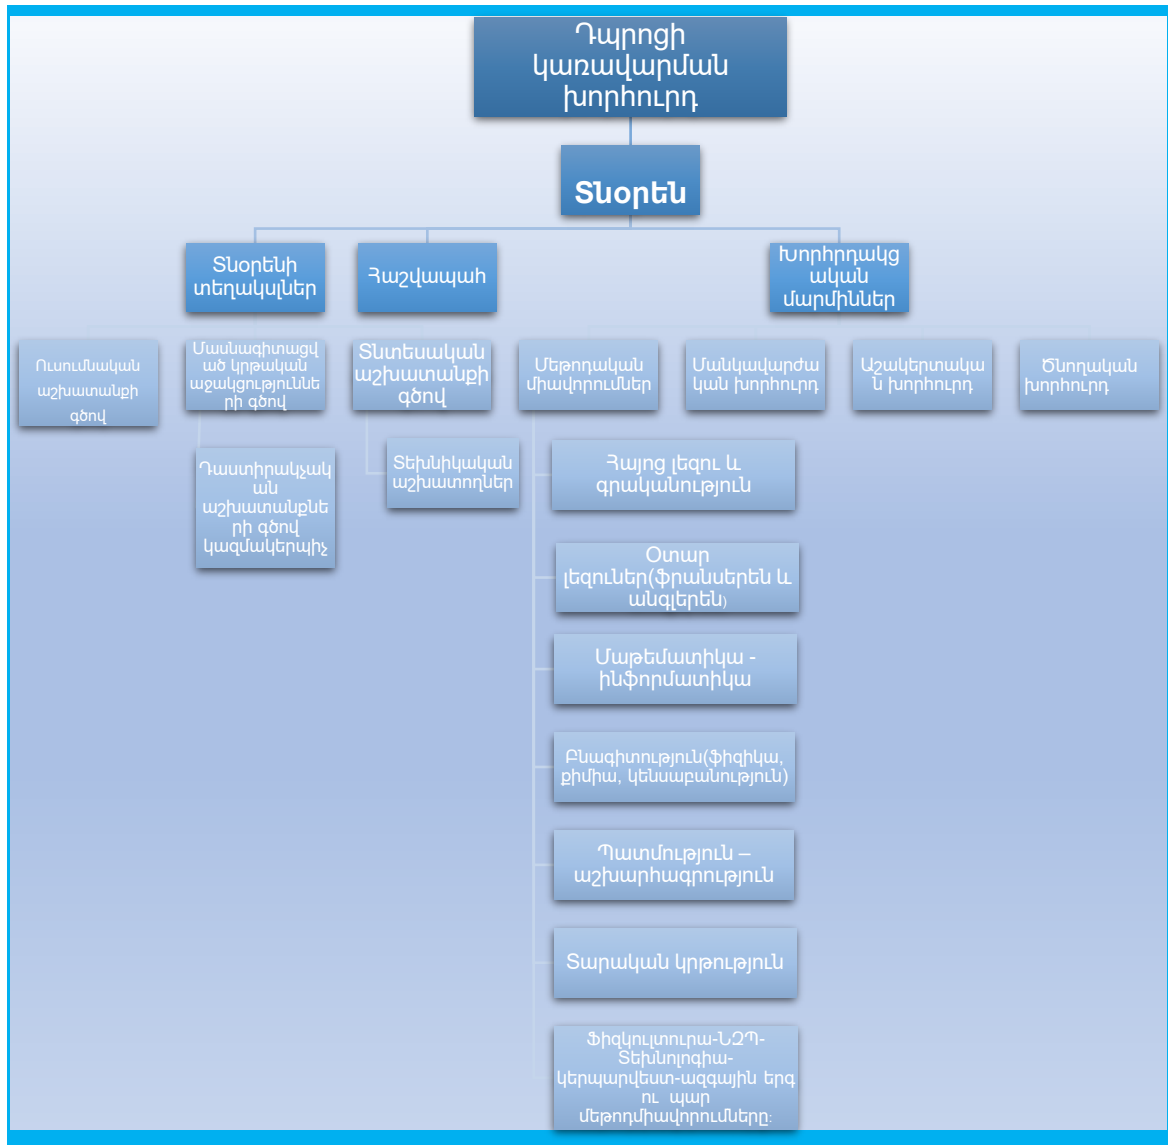 Դպրոցի
կառավարման
խորհուրդ
Տնօրեն
Տնօրենի
տեղակալներ
Հաշվապահ
Խորհրդակց
ական
մարմիններ
Ուսումնական
աշխատանքի
գծով
Մասնագիտացվ
ած կրթական
աջակցություննե
րի գծով
Տնտեսական
աշխատանքի
գծով
Մեթոդական
միավորումներ
Մանկավարժա
կան խորհուրդ
Աշակերտակա
ն խորհուրդ
Ծնողական
խորհուրդ
Դաստիրակչակ
ան
աշխատանքնե
րի գծով
կազմակերպիչ
Տեխնիկական
աշխատողներ
Հայոց լեզու և
գրականություն
Օտար
լեզուներ(ֆրանսերեն և
անգլերեն)
Մաթեմատիկա -
ինֆորմատիկա
Բնագիտություն(ֆիզիկա,
քիմիա, կենսաբանություն)
Պատմություն –
աշխարհագրություն
Տարական կրթություն
Ֆիզկուլտուրա-ՆԶՊ-
Տեխնոլոգիա-
կերպարվեստ-ազգային երգ
ու պար
մեթոդմիավորումները: